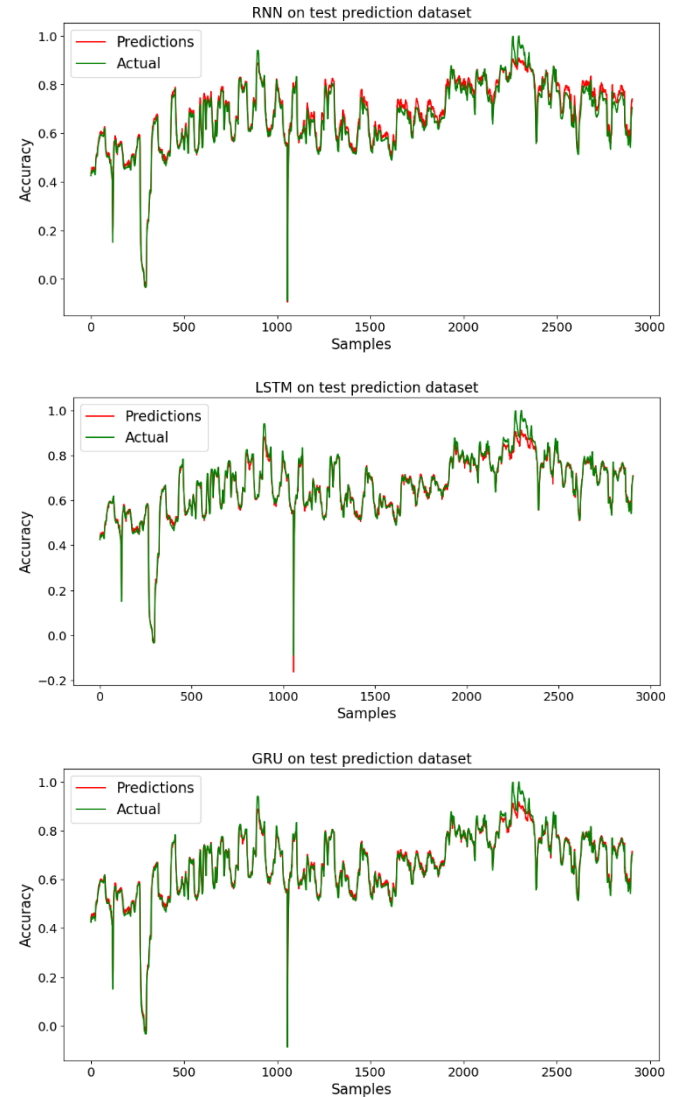 RNN on test prediction dataset
1.0
Predictions
Actual
0.8
0.6
Accuracy
0.4
0.2
0.0
0 500 1000 1500 2000 2500 3000
Samples
LSTM on test prediction dataset
1.0
Predictions
Actual
0.8
0.6
Accuracy
0.4
0.2
0.0
−0.2
0 500 1000 1500 2000 2500 3000
Samples
GRU on test prediction dataset
1.0
Predictions
Actual
0.8
0.6
Accuracy
0.4
0.2
0.0
0 500 1000 1500 2000 2500 3000
Samples